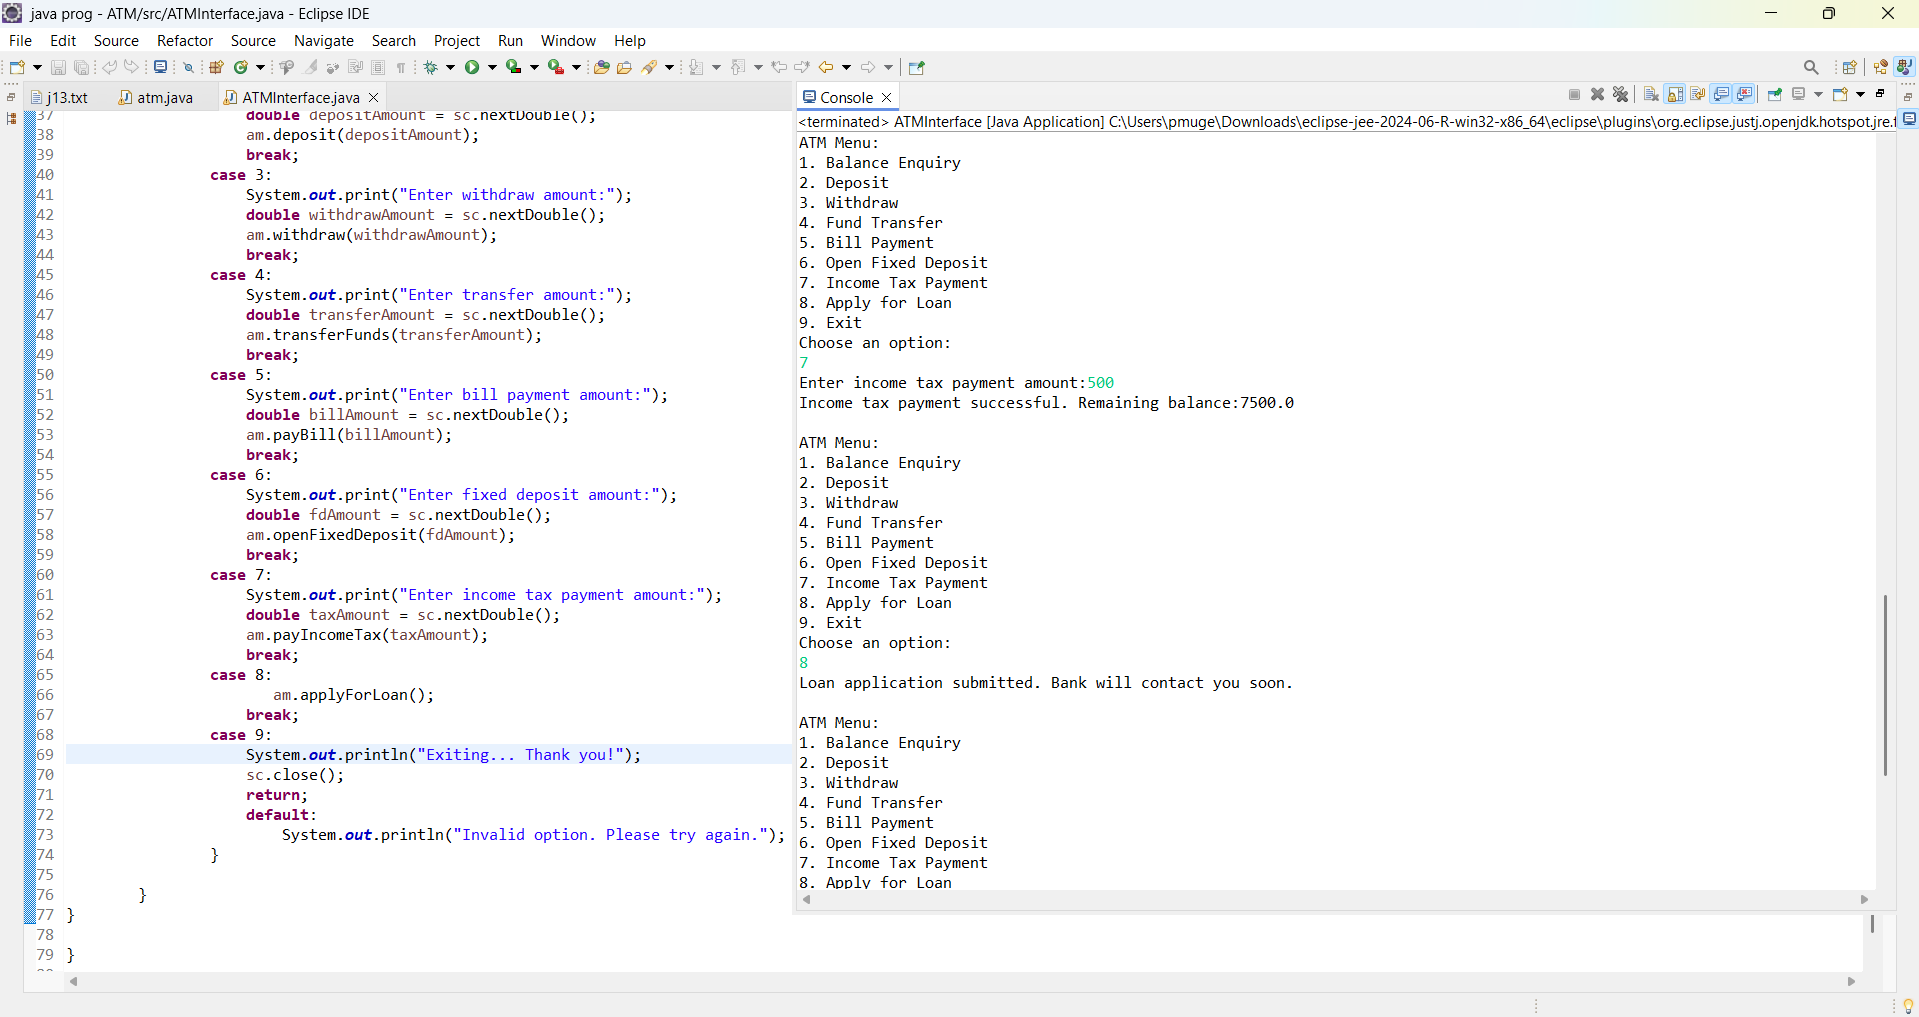 java prog - ATM/src/ATMInterface.java - Eclipse IDE
File Edit Source Refactor Source Navigate Search Project Run Window Help
j13.txt atm.java ATMInterface.java
37 double depositAmount = sc.nextDouble();
38 am.deposit(depositAmount);
39 break;
40 case 3:
41 System.out.print("Enter withdraw amount:");
42 double withdrawAmount = sc.nextDouble();
43 am.withdraw(withdrawAmount);
44 break;
45 case 4:
46 System.out.print("Enter transfer amount:");
47 double transferAmount = sc.nextDouble();
48 am.transferFunds(transferAmount);
49 break;
50 case 5:
51 System.out.print("Enter bill payment amount:");
52 double billAmount = sc.nextDouble();
53 am.payBill(billAmount);
54 break;
55 case 6:
56 System.out.print("Enter fixed deposit amount:");
57 double fdAmount = sc.nextDouble();
58 am.openFixedDeposit(fdAmount);
59 break;
60 case 7:
61 System.out.print("Enter income tax payment amount:");
62 double taxAmount = sc.nextDouble();
63 am.payIncomeTax(taxAmount);
64 break;
65 case 8:
66 am.applyForLoan();
67 break;
68 case 9:
69 System.out.println("Exiting... Thank you!");
70 sc.close();
71 return;
72 default:
73 System.out.println("Invalid option. Please try again.");
74 }
75
76 }
77 }
78
79 }
Console
<terminated> ATMInterface [Java Application] C:\Users\pmuge\Downloads\eclipse-jee-2024-06-R-win32-x86_64\eclipse\plugins\org.eclipse.justj.openjdk.hotspot.jre.f
ATM Menu:
1. Balance Enquiry
2. Deposit
3. Withdraw
4. Fund Transfer
5. Bill Payment
6. Open Fixed Deposit
7. Income Tax Payment
8. Apply for Loan
9. Exit
Choose an option:
7
Enter income tax payment amount:500
Income tax payment successful. Remaining balance:7500.0
ATM Menu:
1. Balance Enquiry
2. Deposit
3. Withdraw
4. Fund Transfer
5. Bill Payment
6. Open Fixed Deposit
7. Income Tax Payment
8. Apply for Loan
9. Exit
Choose an option:
8
Loan application submitted. Bank will contact you soon.
ATM Menu:
1. Balance Enquiry
2. Deposit
3. Withdraw
4. Fund Transfer
5. Bill Payment
6. Open Fixed Deposit
7. Income Tax Payment
8. Apply for Loan